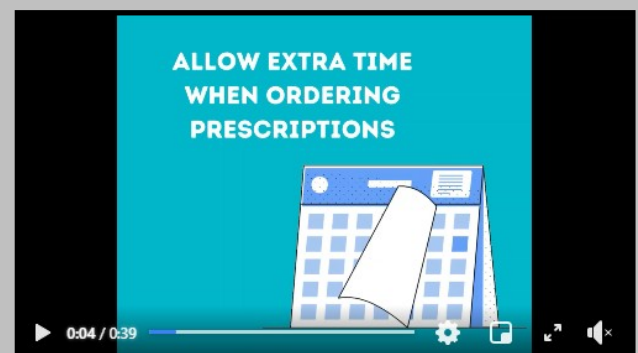 ALLOW EXTRA TIME
WHEN ORDERING
PRESCRIPTIONS
0:04 / 0:39